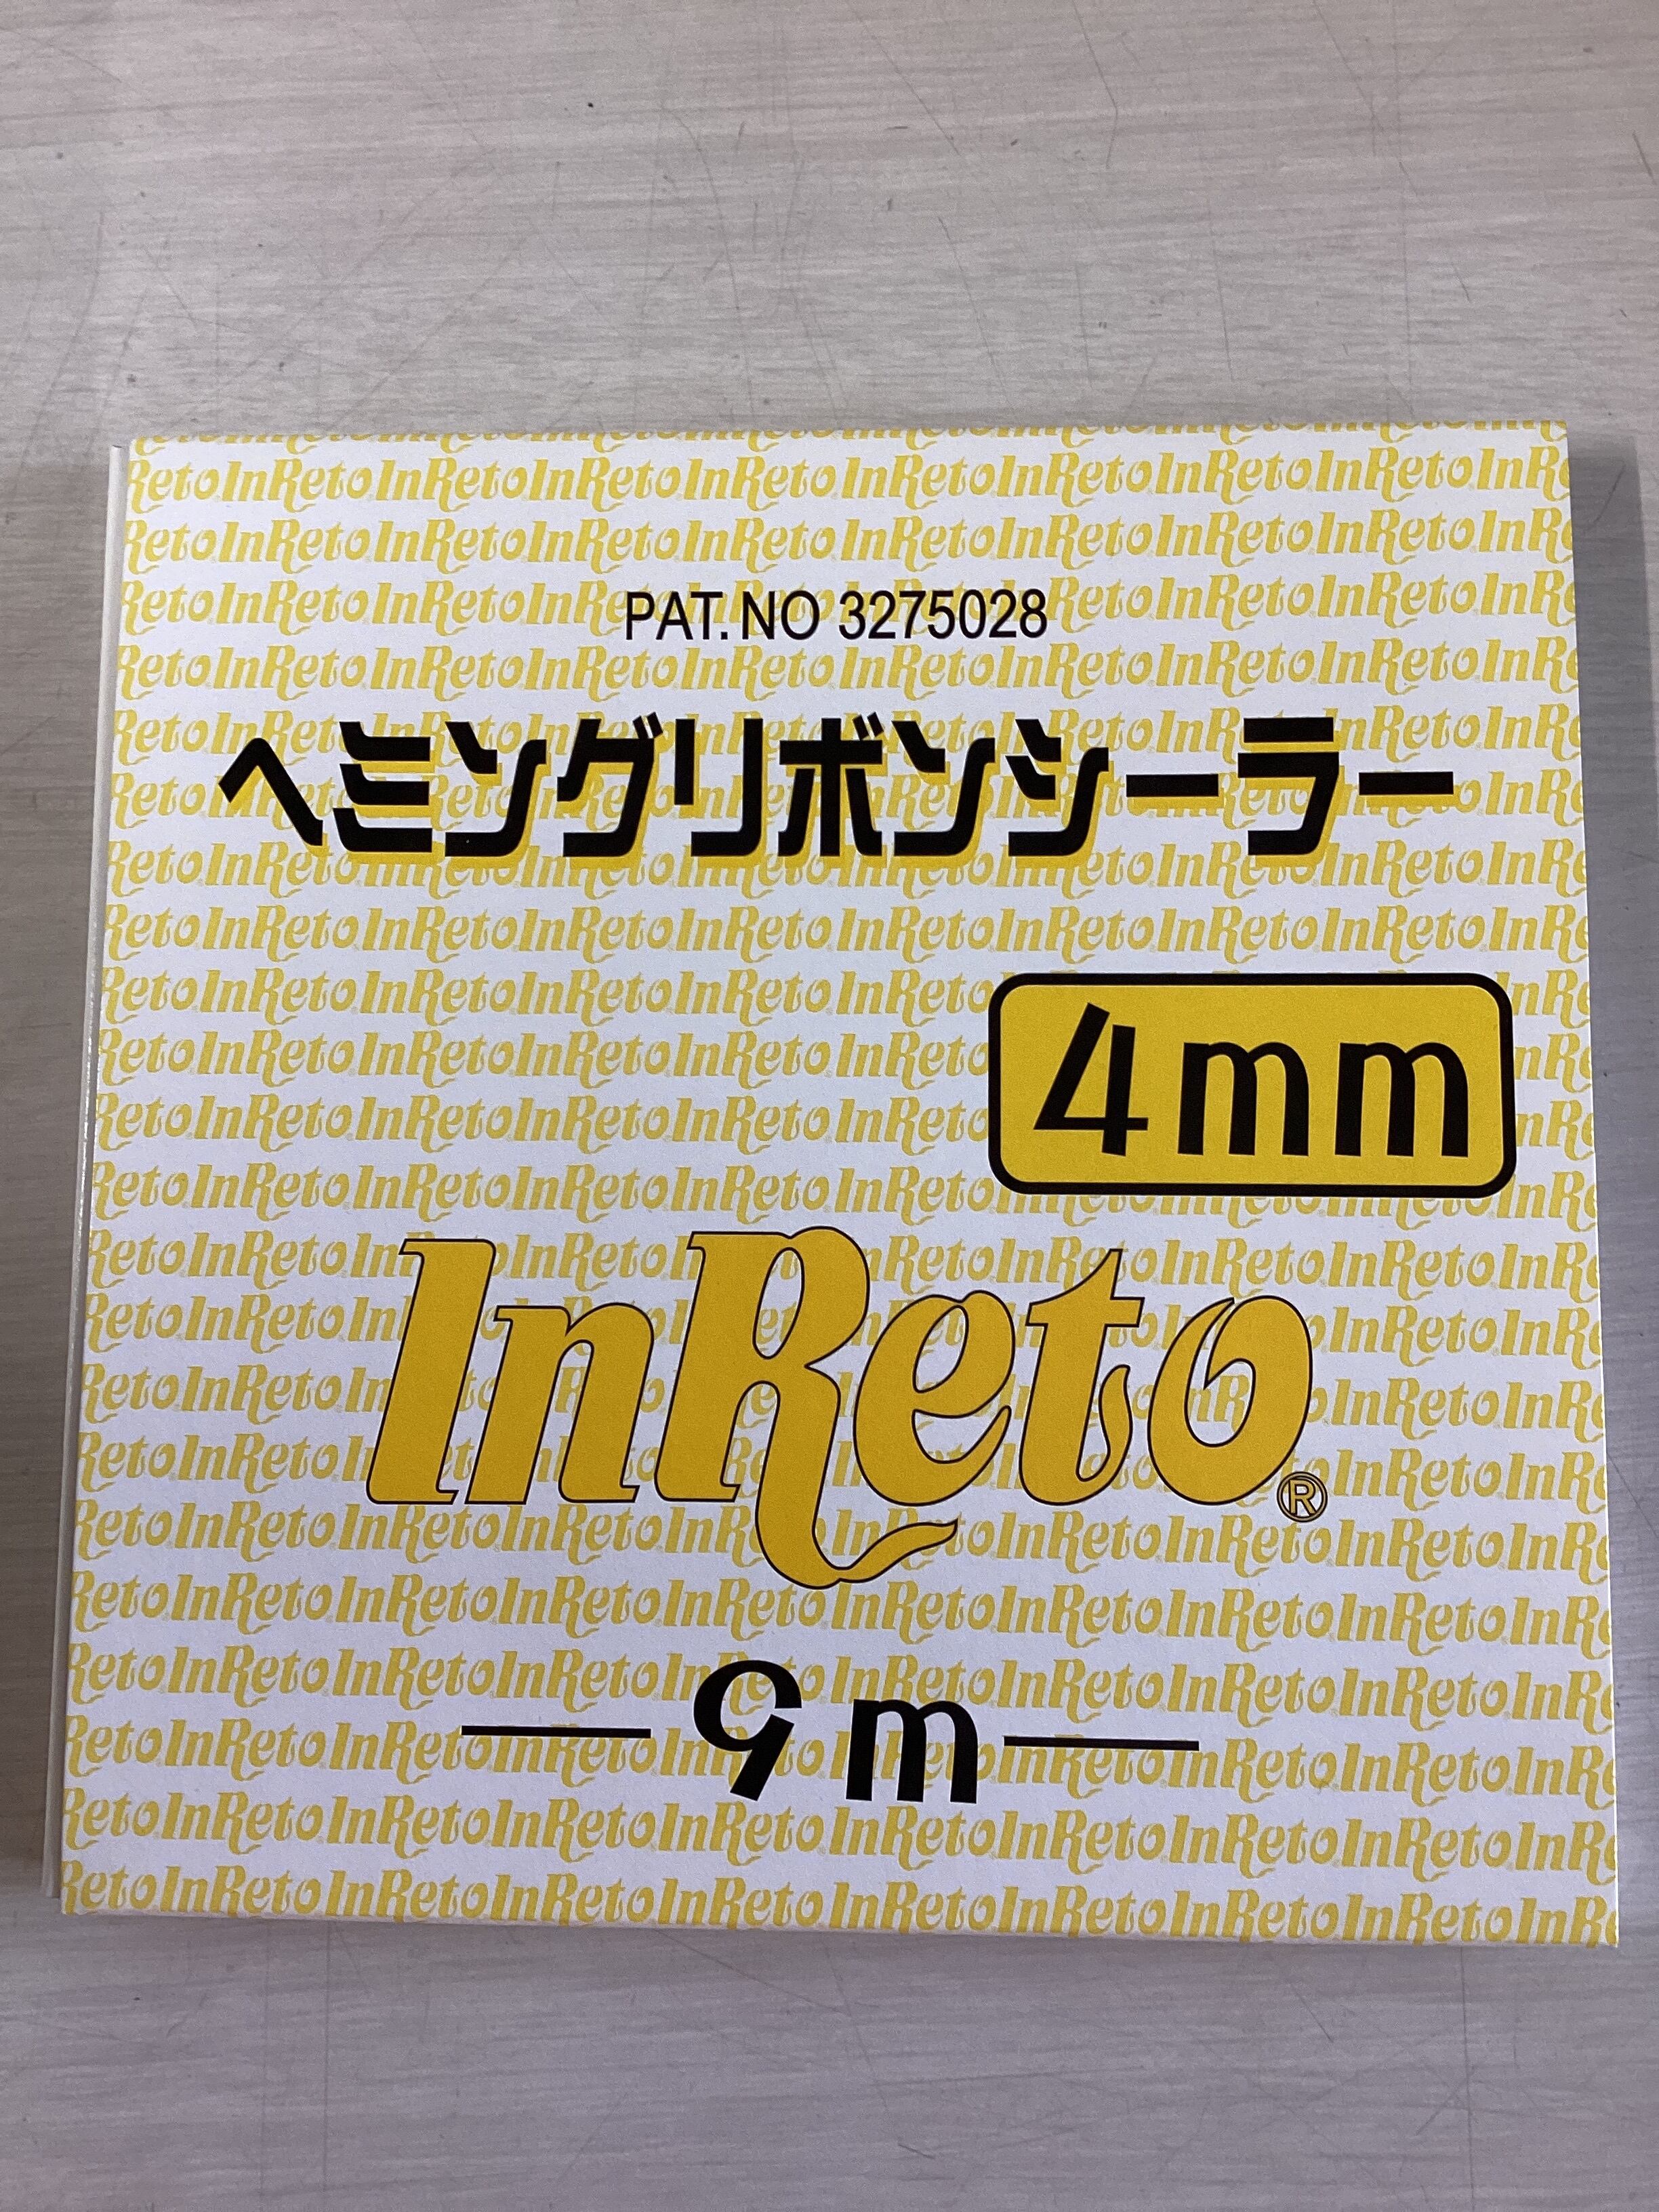 PAT. NO 3275028
ヘミングリボンシーラー
4mm
InReto®
9m